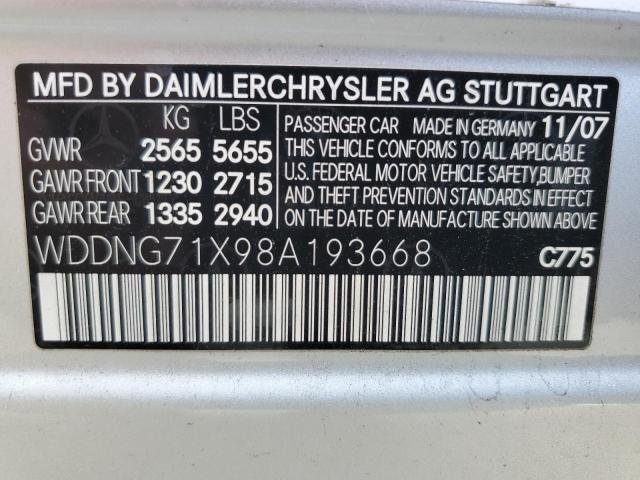 MFD BY DAIMLERCHRYSLER AG STUTTGART
KG LBS
GVWR 2565 5655
GAWR FRONT 1230 2715
GAWR REAR 1335 2940
PASSENGER CAR MADE IN GERMANY 11/07
THIS VEHICLE CONFORMS TO ALL APPLICABLE
U.S. FEDERAL MOTOR VEHICLE SAFETY,BUMPER
AND THEFT PREVENTION STANDARDS IN EFFECT
ON THE DATE OF MANUFACTURE SHOWN ABOVE.
WDDNG71X98A193668 C775